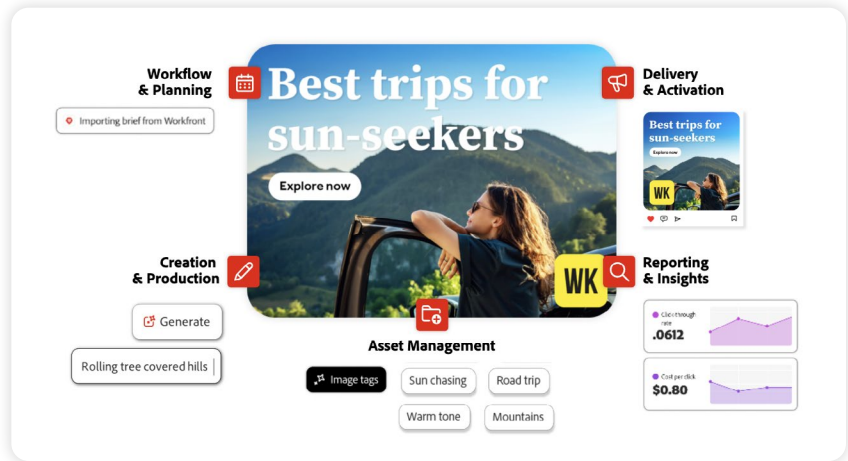 Workflow
& Planning
Importing brief from Workfront
Best trips for
sun-seekers
Explore now
WK
Delivery
& Activation
Best trips for
sun-seekers
Explore now
WK
Creation
& Production
Generate
Rolling tree covered hills
Asset Management
Image tags
Sun chasing
Road trip
Warm tone
Mountains
Reporting
& Insights
Click through
rate
.0612
Cost per click
$0.80